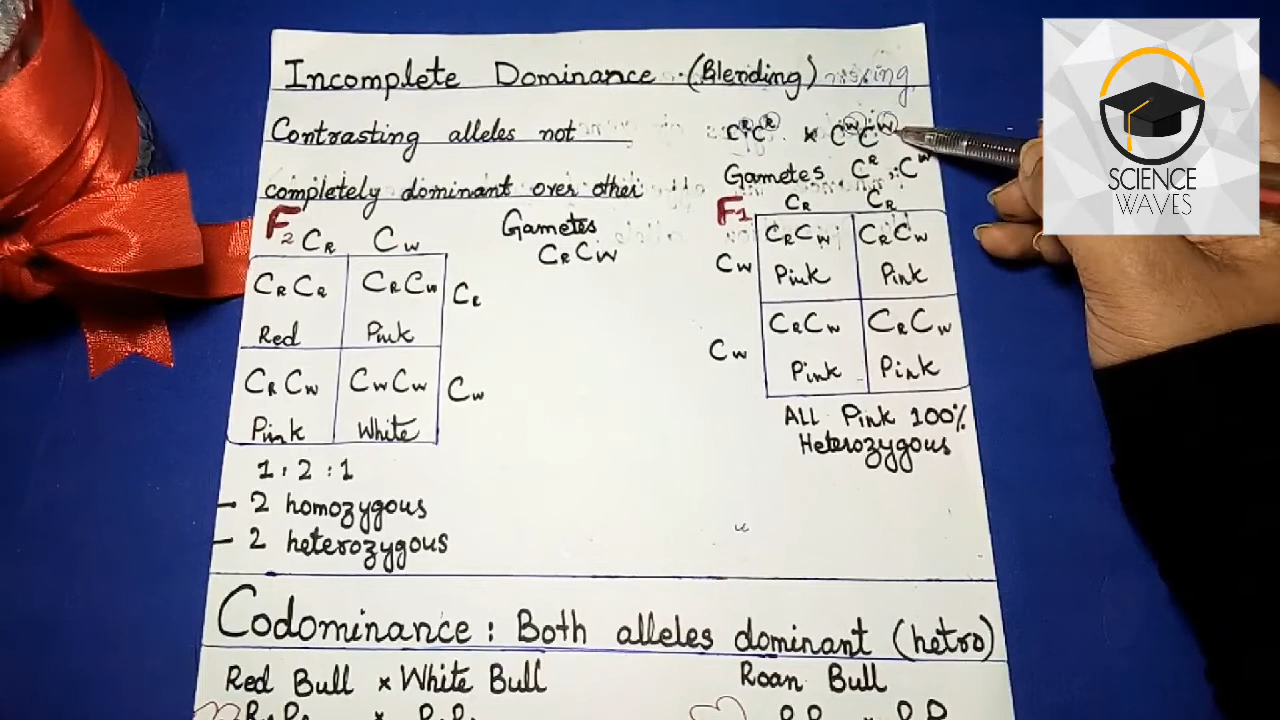 Incomplete Dominance (Blending)
Contrasting alleles not
completely dominant over other
CᴿCᴿ × CᵂCᵂ
Gametes Cᴿ, Cᵂ
F1 CR CR
CW CRCW CRCW
Pink Pink
CW CRCW CRCW
Pink Pink
ALL Pink 100%
Heterozygous
F2 CR CW
Gametes
CRCW
CRCR CRCW CR
Red Pink
CRCW CWCW CW
Pink White
1 : 2 : 1
– 2 homozygous
– 2 heterozygous
Codominance : Both alleles dominant (hetro)
Red Bull × White Bull
Roan Bull
SCIENCE
WAVES